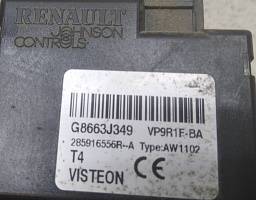 RENAULT
JOHNSON
CONTROLS
G8663J349 VP9R1F-BA
285916556R--A Type:AW1102
T4 CE
VISTEON